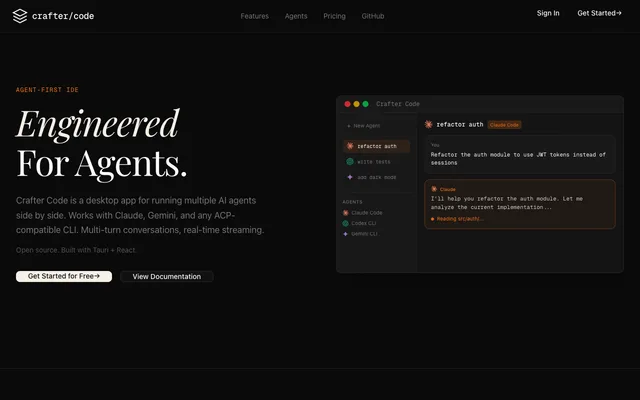 crafter/code
Features
Agents
Pricing
GitHub
Sign In
Get Started→
AGENT-FIRST IDE
Engineered
For Agents.
Crafter Code is a desktop app for running multiple AI agents
side by side. Works with Claude, Gemini, and any ACP-
compatible CLI. Multi-turn conversations, real-time streaming.
Open source. Built with Tauri + React.
Get Started for Free→
View Documentation
Crafter Code
+ New Agent
refactor auth
write tests
add dark mode
AGENTS
Claude Code
Codex CLI
Gemini CLI
refactor auth
Claude Code
You
Refactor the auth module to use JWT tokens instead of
sessions
Claude
I'll help you refactor the auth module. Let me
analyze the current implementation...
Reading src/auth/...